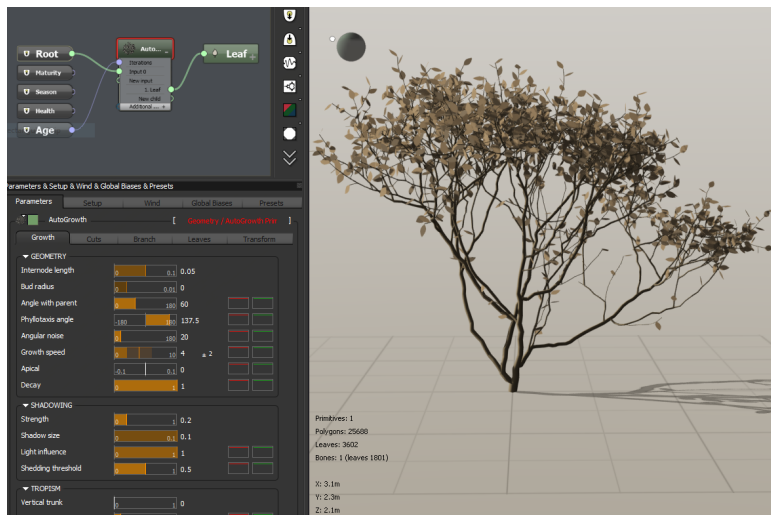 Root
Maturity
Season
Health
Age
Auto...
Iterations
Input 0
New input
1. Leaf
New child
Additional ... +
Leaf
Parameters & Setup & Wind & Global Biases & Presets
Parameters Setup Wind Global Biases Presets
AutoGrowth [ Geometry / AutoGrowth Pro ]
Growth Cuts Branch Leaves Transform
GEOMETRY
Internode length 0 0.1 0.05
Bud radius 0 0.01 0
Angle with parent 0 180 60
Phyllotaxis angle -180 180 137.5
Angular noise 0 180 20
Growth speed 0 10 4 ± 2
Apical -0.1 0.1 0
Decay 0 1 1
SHADOWING
Strength 0 1 0.2
Shadow size 0 0.1 0.1
Light influence 0 1 1
Shedding threshold 0 1 0.5
TROPISM
Vertical trunk 0 1 0
Primitives: 1
Polygons: 25688
Leaves: 3602
Bones: 1 (leaves 1801)
X: 3.1m
Y: 2.3m
Z: 2.1m